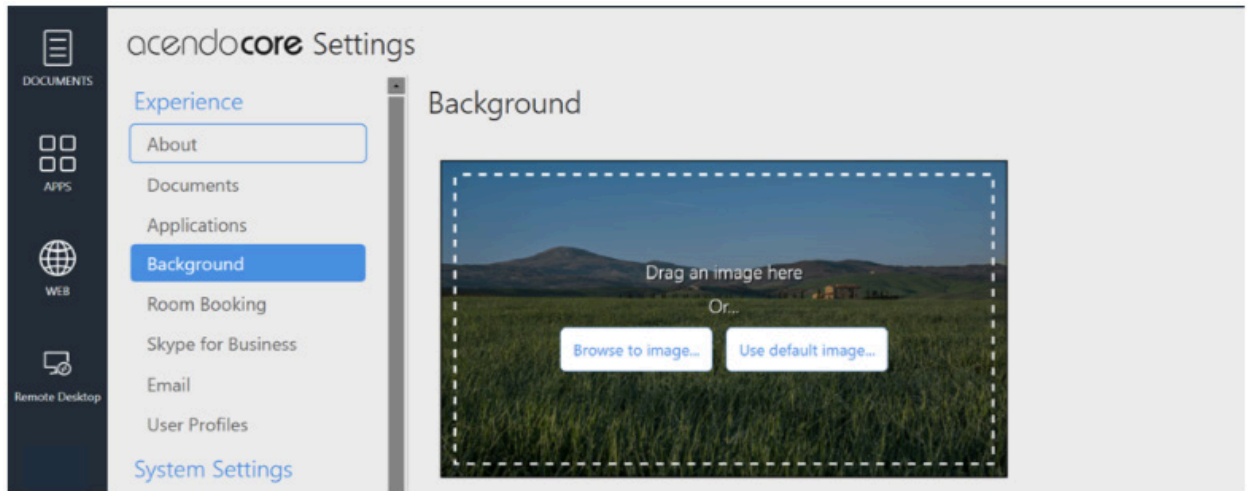 acendocore Settings
DOCUMENTS
APPS
WEB
Remote Desktop
Experience
About
Documents
Applications
Background
Room Booking
Skype for Business
Email
User Profiles
System Settings
Background
Drag an image here
Or...
Browse to image...
Use default image...